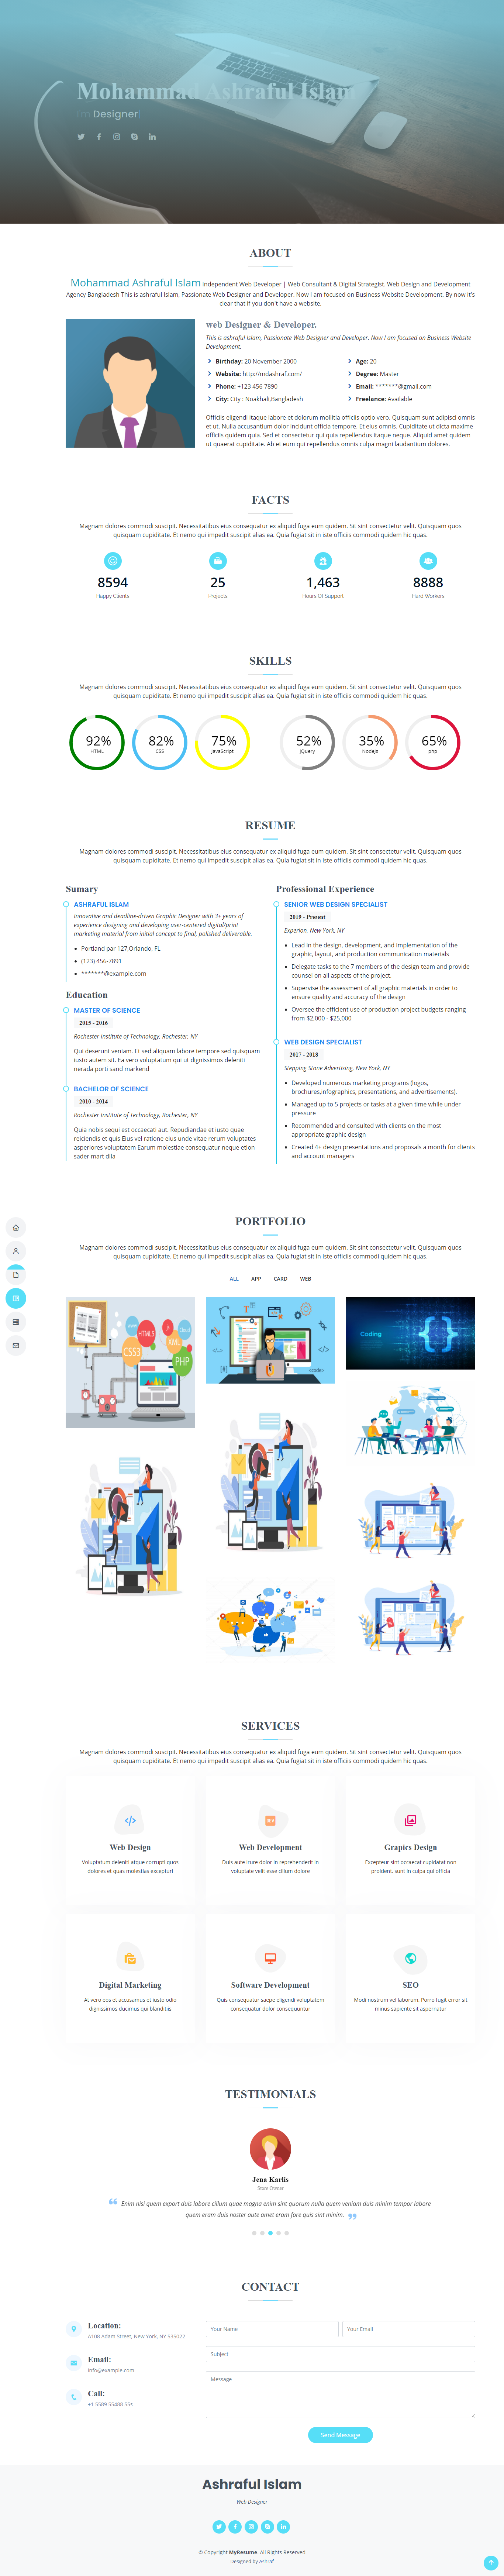 Mohammad Ashraful Islam
I'm Designer
ABOUT
Mohammad Ashraful Islam Independent Web Developer | Web Consultant & Digital Strategist. Web Design and Development
Agency Bangladesh This is ashraful Islam, Passionate Web Designer and Developer. Now I am focused on Business Website Development. By now it's
clear that if you don't have a website,
web Designer & Developer.
This is ashraful Islam, Passionate Web Designer and Developer. Now I am focused on Business Website
Development.
Birthday: 20 November 2000
Age: 20
Website: http://mdashraf.com/
Degree: Master
Phone: +123 456 7890
Email: *******@gmail.com
City: City : Noakhali,Bangladesh
Freelance: Available
Officiis eligendi itaque labore et dolorum mollitia officiis optio vero. Quisquam sunt adipisci omnis
et ut. Nulla accusantium dolor incidunt officia tempore. Et eius omnis. Cupiditate ut dicta maxime
officiis quidem quia. Sed et consectetur qui quia repellendus itaque neque. Aliquid amet quidem
ut quaerat cupiditate. Ab et eum qui repellendus omnis culpa magni laudantium dolores.
FACTS
Magnam dolores commodi suscipit. Necessitatibus eius consequatur ex aliquid fuga eum quidem. Sit sint consectetur velit. Quisquam quos
quisquam cupiditate. Et nemo qui impedit suscipit alias ea. Quia fugiat sit in iste officiis commodi quidem hic quas.
8594
25
1,463
8888
Happy Clients
Projects
Hours Of Support
Hard Workers
SKILLS
Magnam dolores commodi suscipit. Necessitatibus eius consequatur ex aliquid fuga eum quidem. Sit sint consectetur velit. Quisquam quos
quisquam cupiditate. Et nemo qui impedit suscipit alias ea. Quia fugiat sit in iste officiis commodi quidem hic quas.
92%
HTML
82%
CSS
75%
JavaScript
52%
jQuery
35%
NodeJs
65%
php
RESUME
Magnam dolores commodi suscipit. Necessitatibus eius consequatur ex aliquid fuga eum quidem. Sit sint consectetur velit. Quisquam quos
quisquam cupiditate. Et nemo qui impedit suscipit alias ea. Quia fugiat sit in iste officiis commodi quidem hic quas.
Sumary
ASHRAFUL ISLAM
Innovative and deadline-driven Graphic Designer with 3+ years of
experience designing and developing user-centered digital/print
marketing material from initial concept to final, polished deliverable.
Portland par 127,Orlando, FL
(123) 456-7891
*******@example.com
Education
MASTER OF SCIENCE
2015 - 2016
Rochester Institute of Technology, Rochester, NY
Qui deserunt veniam. Et sed aliquam labore tempore sed quisquam
iusto autem sit. Ea vero voluptatum qui ut dignissimos deleniti
nerada porti sand markend
BACHELOR OF SCIENCE
2010 - 2014
Rochester Institute of Technology, Rochester, NY
Quia nobis sequi est occaecati aut. Repudiandae et iusto quae
reiciendis et quis Eius vel ratione eius unde vitae rerum voluptates
asperiores voluptatem Earum molestiae consequatur neque etlon
sader mart dila
Professional Experience
SENIOR WEB DESIGN SPECIALIST
2019 - Present
Experion, New York, NY
Lead in the design, development, and implementation of the
graphic, layout, and production communication materials
Delegate tasks to the 7 members of the design team and provide
counsel on all aspects of the project.
Supervise the assessment of all graphic materials in order to
ensure quality and accuracy of the design
Oversee the efficient use of production project budgets ranging
from $2,000 - $25,000
WEB DESIGN SPECIALIST
2017 - 2018
Stepping Stone Advertising, New York, NY
Developed numerous marketing programs (logos,
brochures,infographics, presentations, and advertisements).
Managed up to 5 projects or tasks at a given time while under
pressure
Recommended and consulted with clients on the most
appropriate graphic design
Created 4+ design presentations and proposals a month for clients
and account managers
PORTFOLIO
Magnam dolores commodi suscipit. Necessitatibus eius consequatur ex aliquid fuga eum quidem. Sit sint consectetur velit. Quisquam quos
quisquam cupiditate. Et nemo qui impedit suscipit alias ea. Quia fugiat sit in iste officiis commodi quidem hic quas.
ALL APP CARD WEB
HTML5
CSS3
XML
PHP
Coding
SERVICES
Magnam dolores commodi suscipit. Necessitatibus eius consequatur ex aliquid fuga eum quidem. Sit sint consectetur velit. Quisquam quos
quisquam cupiditate. Et nemo qui impedit suscipit alias ea. Quia fugiat sit in iste officiis commodi quidem hic quas.
Web Design
Voluptatum deleniti atque corrupti quos
dolores et quas molestias excepturi
Web Development
Duis aute irure dolor in reprehenderit in
voluptate velit esse cillum dolore
Grapics Design
Excepteur sint occaecat cupidatat non
proident, sunt in culpa qui officia
Digital Marketing
At vero eos et accusamus et iusto odio
dignissimos ducimus qui blanditiis
Software Development
Quis consequatur saepe eligendi voluptatem
consequatur dolor consequuntur
SEO
Modi nostrum vel laborum. Porro fugit error sit
minus sapiente sit aspernatur
TESTIMONIALS
Jena Karlis
Store Owner
Enim nisi quem export duis labore cillum quae magna enim sint quorum nulla quem veniam duis minim tempor labore
quem eram duis noster aute amet eram fore quis sint minim.
CONTACT
Location:
A108 Adam Street, New York, NY 535022
Email:
info@example.com
Call:
+1 5589 55488 55s
Your Name
Your Email
Subject
Message
Send Message
Ashraful Islam
Web Designer
© Copyright MyResume. All Rights Reserved
Designed by Ashraf